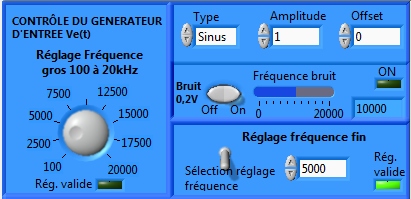 CONTRÔLE DU GENERATEUR
D'ENTREE Ve(t)
Réglage Fréquence
gros 100 à 20kHz
7500
12500
5000
15000
2500
17500
100
20000
Rég. valide
Type
Amplitude
Offset
Sinus
1
0
Bruit
0,2V
Off
On
Fréquence bruit
0
20000
ON
10000
Réglage fréquence fin
Sélection réglage
fréquence
5000
Rég.
valide